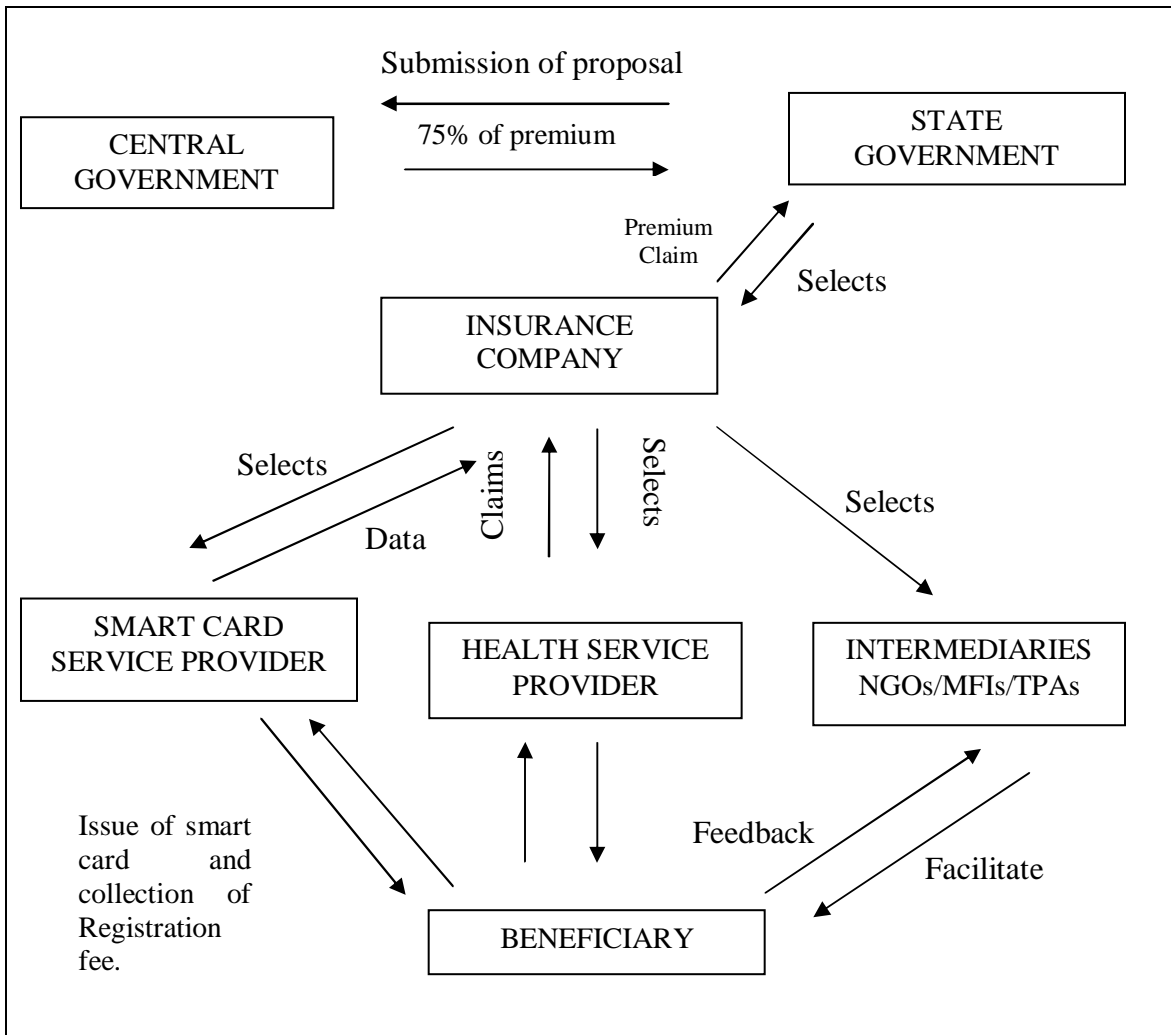 Submission of proposal
75% of premium
CENTRAL
GOVERNMENT
STATE
GOVERNMENT
Premium
Claim
Selects
INSURANCE
COMPANY
Selects
Data
Claims
Selects
Selects
SMART CARD
SERVICE PROVIDER
HEALTH SERVICE
PROVIDER
INTERMEDIARIES
NGOs/MFIs/TPAs
Issue of smart
card and
collection of
Registration
fee.
Feedback
Facilitate
BENEFICIARY